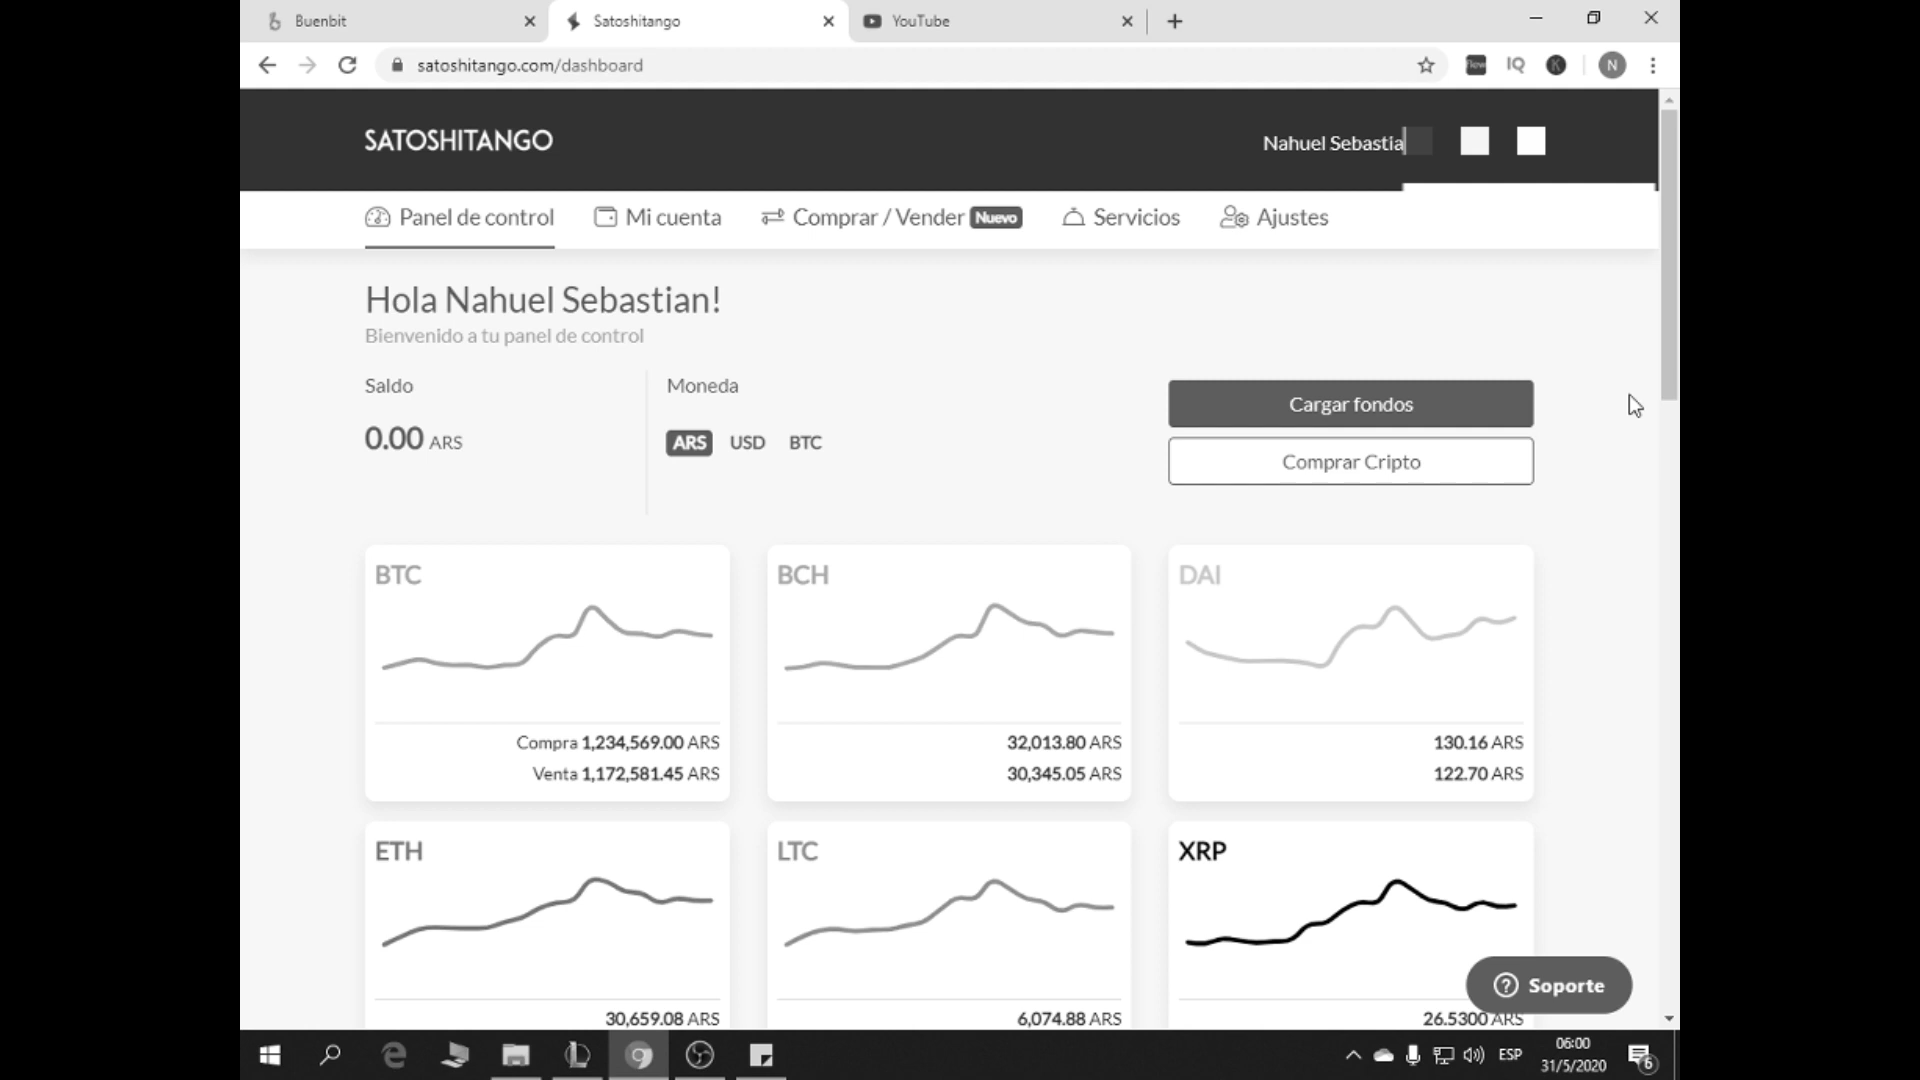 Buenbit
Satoshitango
YouTube
satoshitango.com/dashboard
IQ
N
SATOSHITANGO
Nahuel Sebastia
Panel de control
Mi cuenta
Comprar / Vender Nuevo
Servicios
Ajustes
Hola Nahuel Sebastian!
Bienvenido a tu panel de control
Saldo
Moneda
Cargar fondos
0.00 ARS
ARS USD BTC
Comprar Cripto
BTC
Compra 1,234,569.00 ARS
Venta 1,172,581.45 ARS
BCH
32,013.80 ARS
30,345.05 ARS
DAI
130.16 ARS
122.70 ARS
ETH
30,659.08 ARS
LTC
6,074.88 ARS
XRP
26.5300 ARS
Soporte
ESP
06:00
31/5/2020
6